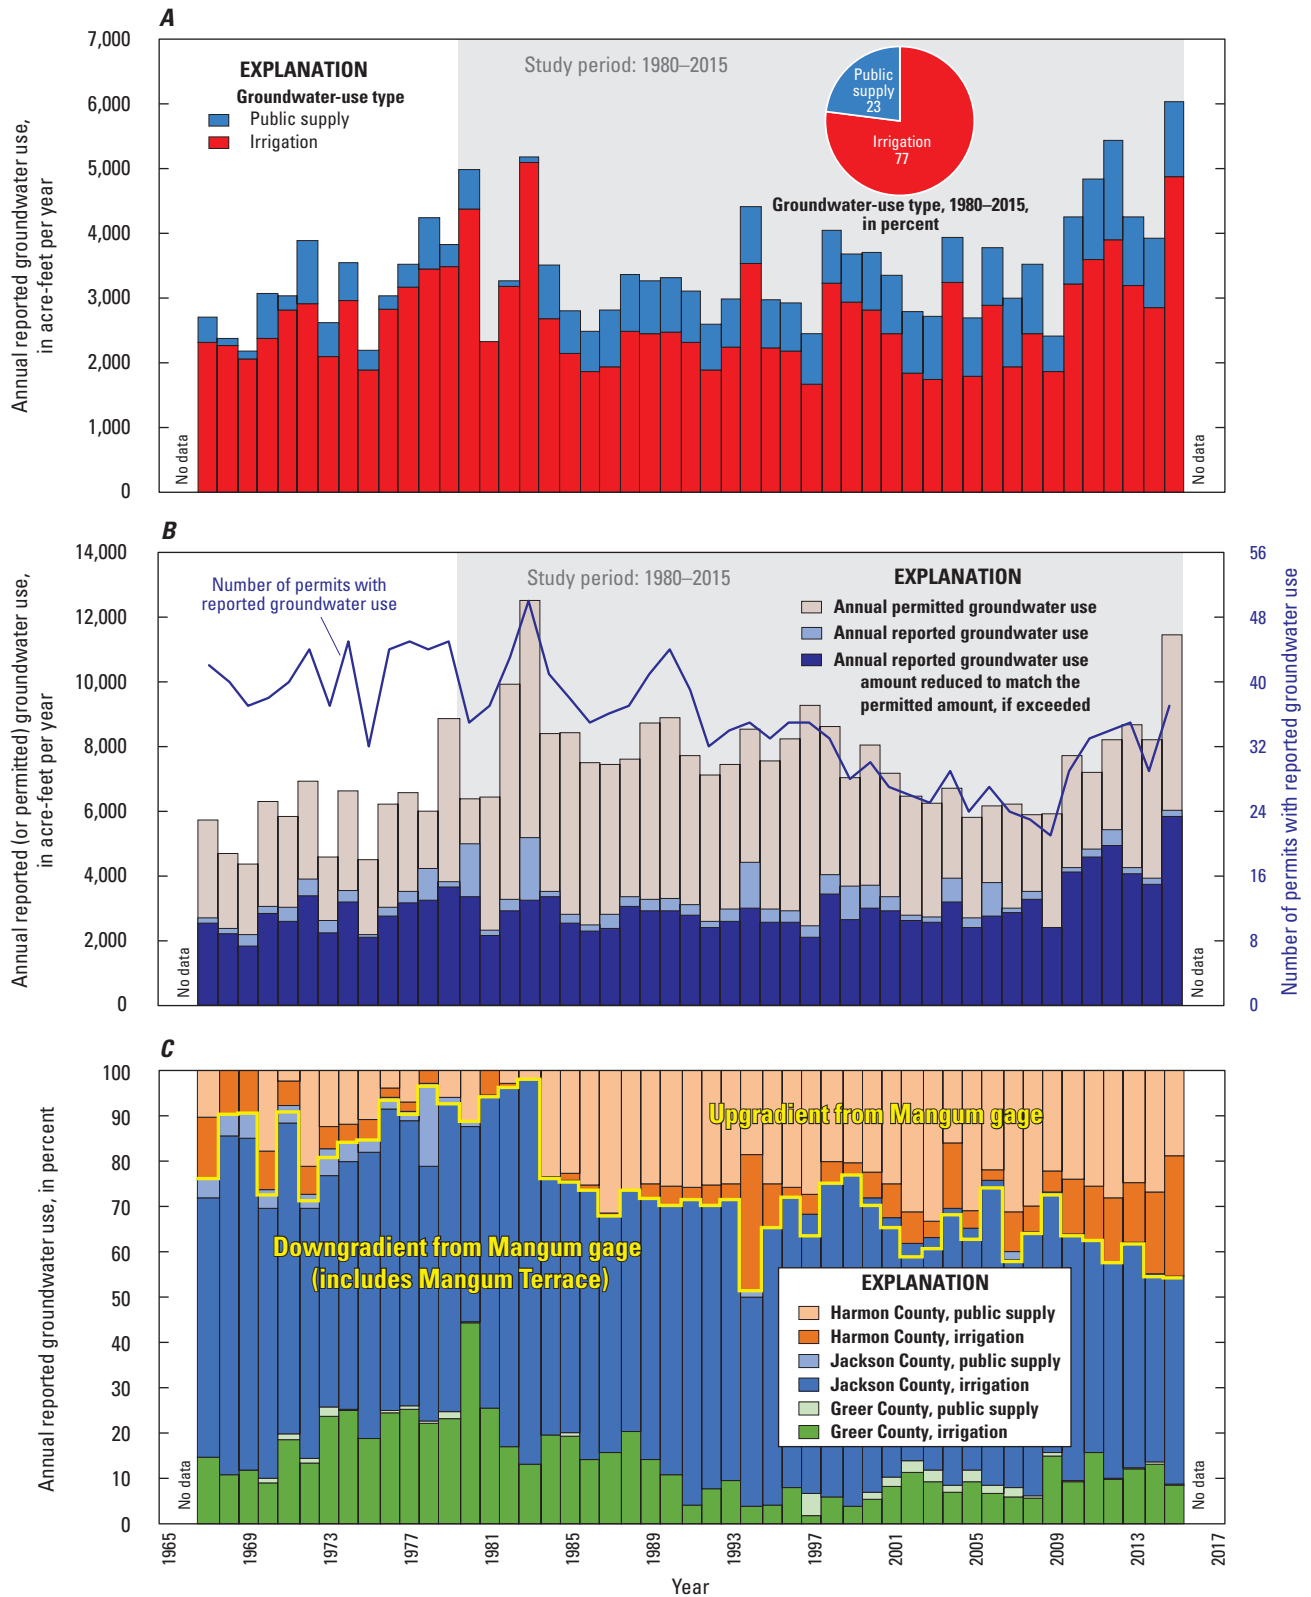 A
7,000
6,000
5,000
4,000
3,000
2,000
1,000
0
Annual reported groundwater use,
in acre-feet per year
EXPLANATION
Groundwater-use type
Public supply
Irrigation
Study period: 1980–2015
Public
supply
23
Irrigation
77
Groundwater-use type, 1980–2015,
in percent
No data
No data
B
14,000
12,000
10,000
8,000
6,000
4,000
2,000
0
Annual reported (or permitted) groundwater use,
in acre-feet per year
Number of permits with
reported groundwater use
Study period: 1980–2015
EXPLANATION
Annual permitted groundwater use
Annual reported groundwater use
Annual reported groundwater use
amount reduced to match the
permitted amount, if exceeded
No data
No data
56
48
40
32
24
16
8
0
Number of permits with reported groundwater use
C
100
90
80
70
60
50
40
30
20
10
0
Annual reported groundwater use, in percent
Upgradient from Mangum gage
Downgradient from Mangum gage
(includes Mangum Terrace)
EXPLANATION
Harmon County, public supply
Harmon County, irrigation
Jackson County, public supply
Jackson County, irrigation
Greer County, public supply
Greer County, irrigation
No data
No data
1965
1969
1973
1977
1981
1985
1989
1993
1997
2001
2005
2009
2013
2017
Year